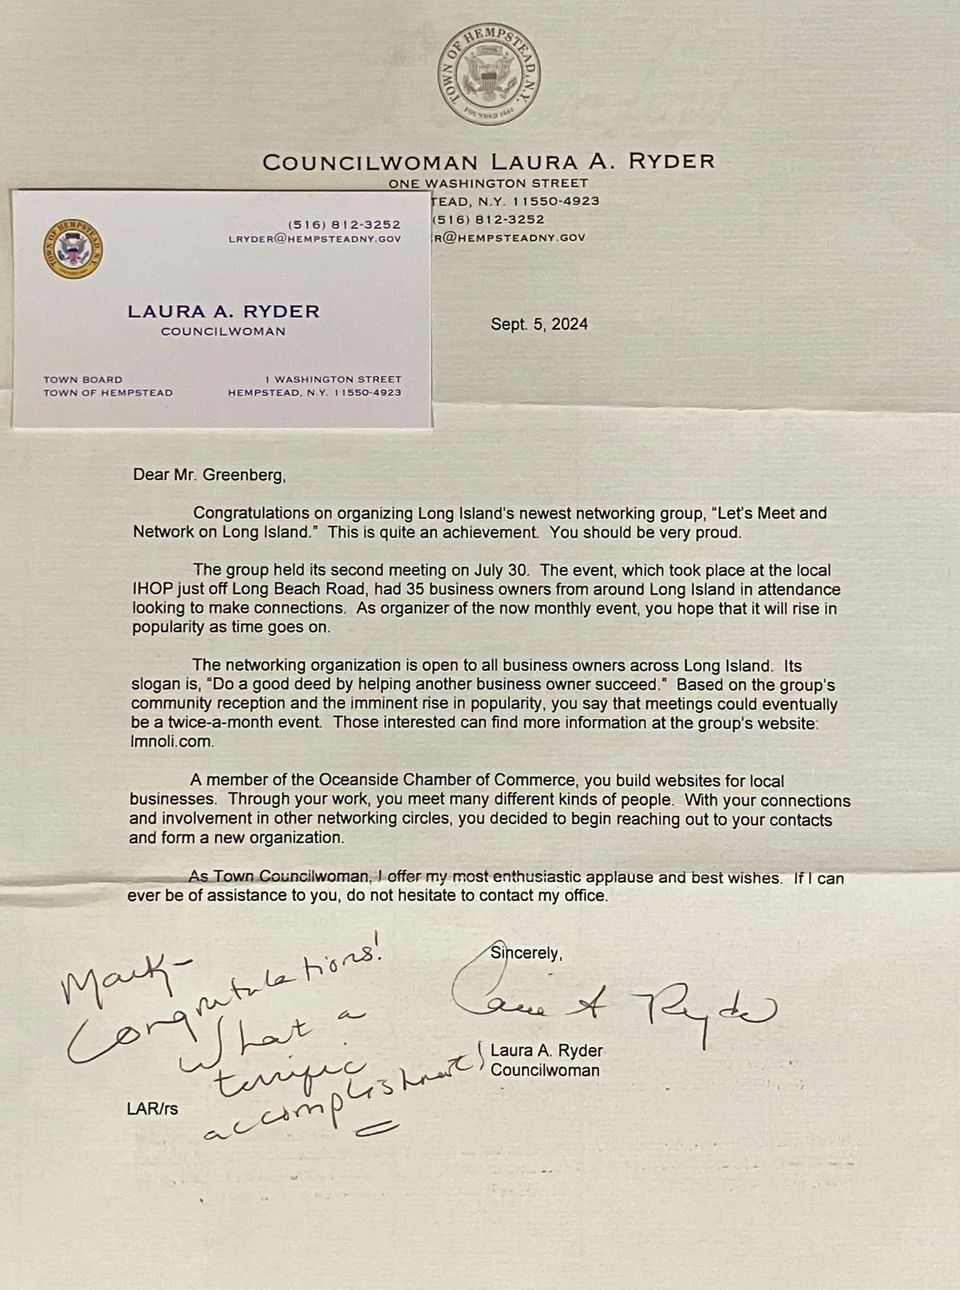 TOWN OF HEMPSTEAD, N.Y.
FOUNDED 1644
COUNCILWOMAN LAURA A. RYDER
ONE WASHINGTON STREET
TEAD, N.Y. 11550-4923
(516) 812-3252
R@HEMPSTEADNY.GOV
TOWN OF HEMPSTEAD, N.Y.
(516) 812-3252
LRYDER@HEMPSTEADNY.GOV
LAURA A. RYDER
COUNCILWOMAN
TOWN BOARD
TOWN OF HEMPSTEAD
1 WASHINGTON STREET
HEMPSTEAD, N.Y. 11550-4923
Sept. 5, 2024
Dear Mr. Greenberg,
Congratulations on organizing Long Island's newest networking group, “Let's Meet and
Network on Long Island.” This is quite an achievement. You should be very proud.
The group held its second meeting on July 30. The event, which took place at the local
IHOP just off Long Beach Road, had 35 business owners from around Long Island in attendance
looking to make connections. As organizer of the now monthly event, you hope that it will rise in
popularity as time goes on.
The networking organization is open to all business owners across Long Island. Its
slogan is, “Do a good deed by helping another business owner succeed.” Based on the group's
community reception and the imminent rise in popularity, you say that meetings could eventually
be a twice-a-month event. Those interested can find more information at the group's website:
lmnoli.com.
A member of the Oceanside Chamber of Commerce, you build websites for local
businesses. Through your work, you meet many different kinds of people. With your connections
and involvement in other networking circles, you decided to begin reaching out to your contacts
and form a new organization.
As Town Councilwoman, I offer my most enthusiastic applause and best wishes. If I can
ever be of assistance to you, do not hesitate to contact my office.
Sincerely,
Laura A Ryder
Laura A. Ryder
Councilwoman
Mark-
Congratulations!
What a
terrific
accomplishment!
LAR/rs